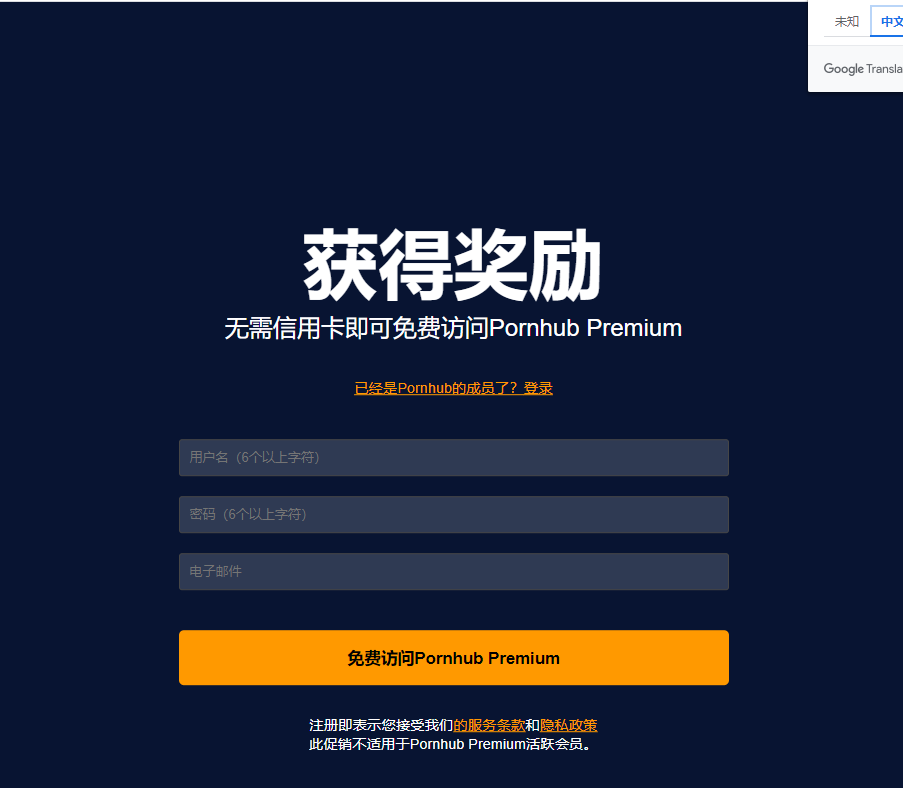 未知
中文
Google Transla
获得奖励
无需信用卡即可免费访问Pornhub Premium
已经是Pornhub的成员了？登录
用户名（6个以上字符）
密码（6个以上字符）
电子邮件
免费访问Pornhub Premium
注册即表示您接受我们的服务条款和隐私政策
此促销不适用于Pornhub Premium活跃会员。